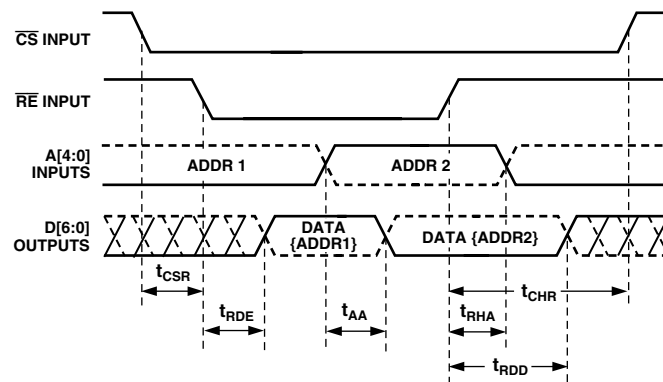 CS INPUT
RE INPUT
A[4:0]
INPUTS
ADDR 1
ADDR 2
D[6:0]
OUTPUTS
DATA
{ADDR1}
DATA {ADDR2}
tCSR
tRDE
tAA
tRHA
tCHR
tRDD